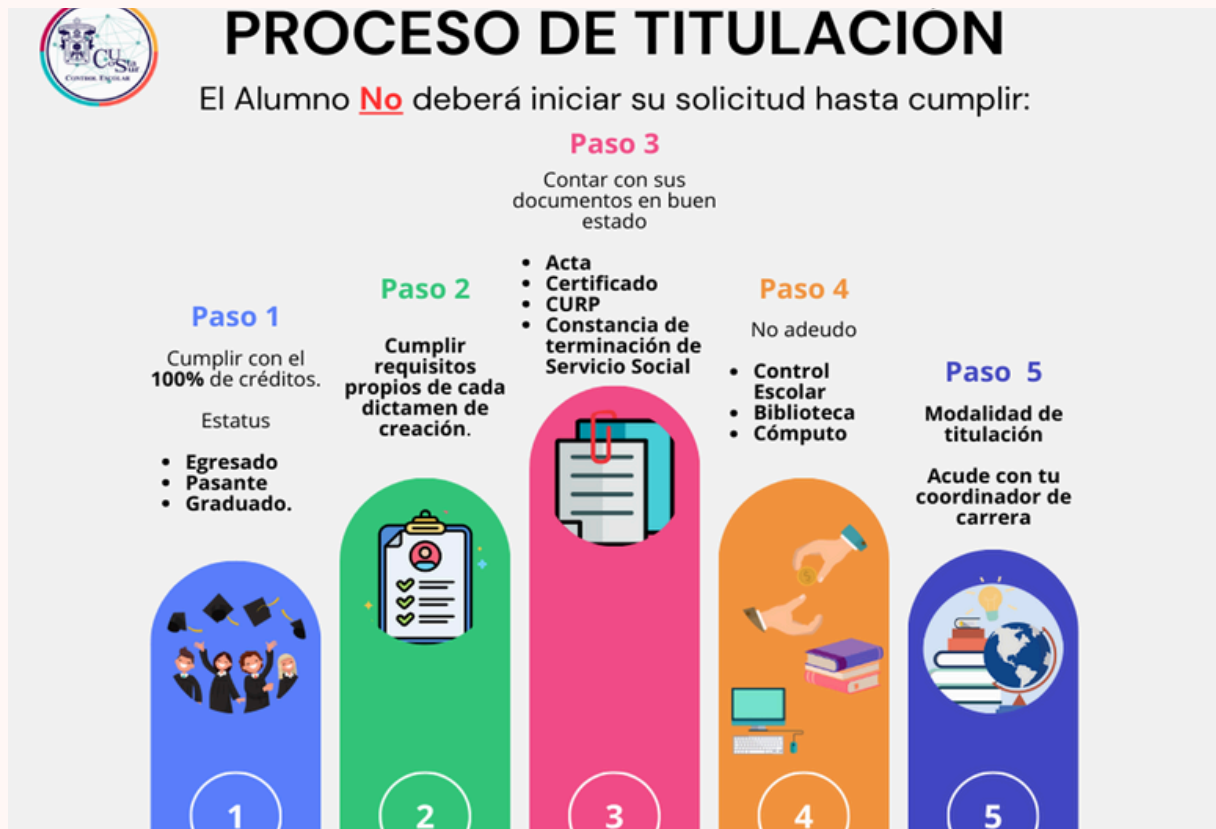 CUCosta Sur
CONTROL ESCOLAR
PROCESO DE TITULACIÓN
El Alumno No deberá iniciar su solicitud hasta cumplir:
Paso 1
Cumplir con el
100% de créditos.
Estatus
• Egresado
• Pasante
• Graduado.
Paso 2
Cumplir
requisitos
propios de cada
dictamen de
creación.
Paso 3
Contar con sus
documentos en buen
estado
• Acta
• Certificado
• CURP
• Constancia de
terminación de
Servicio Social
Paso 4
No adeudo
• Control
Escolar
• Biblioteca
• Cómputo
Paso 5
Modalidad de
titulación
Acude con tu
coordinador de
carrera
1
2
3
4
5